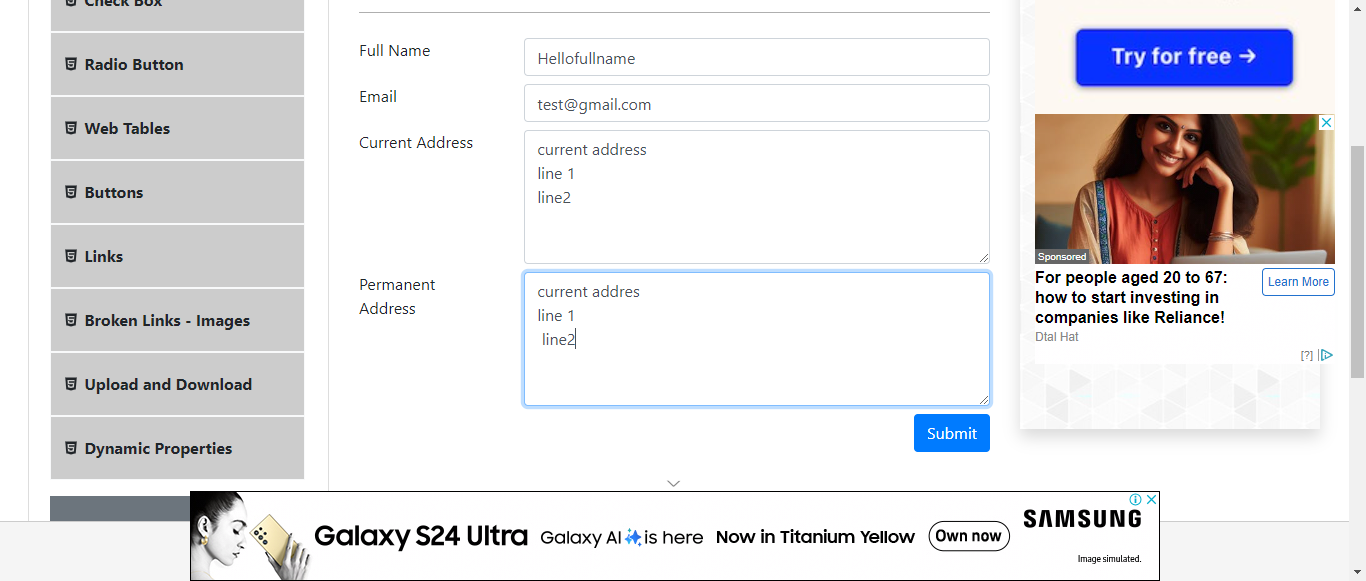 Check Box
Radio Button
Web Tables
Buttons
Links
Broken Links - Images
Upload and Download
Dynamic Properties
Full Name
Hellofullname
Email
test@gmail.com
Current Address
current address
line 1
line2
Permanent
Address
current addres
line 1
line2
Submit
Try for free →
Sponsored
For people aged 20 to 67:
how to start investing in
companies like Reliance!
Learn More
Dtal Hat
[?]
Galaxy S24 Ultra
Galaxy AI is here
Now in Titanium Yellow
Own now
SAMSUNG
Image simulated.